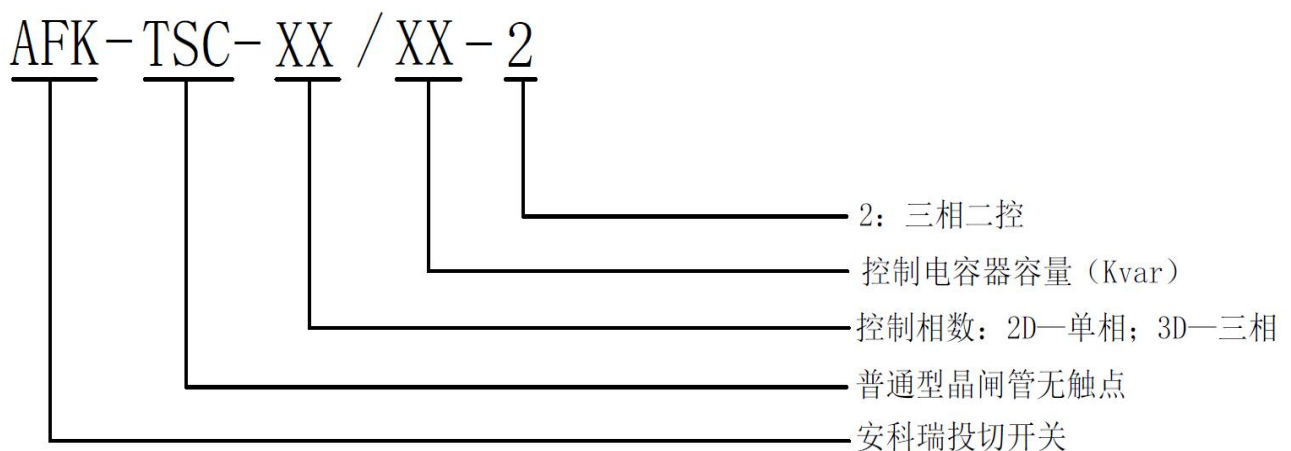 AFK-TSC-XX/XX-2
2：三相二控
控制电容器容量（Kvar）
控制相数：2D—单相；3D—三相
普通型晶闸管无触点
安科瑞投切开关